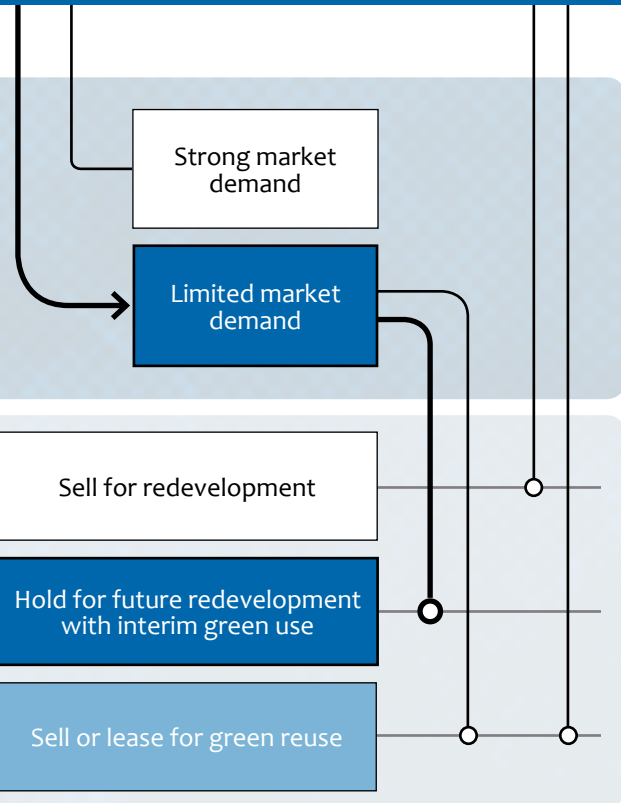 Strong market
demand
Limited market
demand
Sell for redevelopment
Hold for future redevelopment
with interim green use
Sell or lease for green reuse